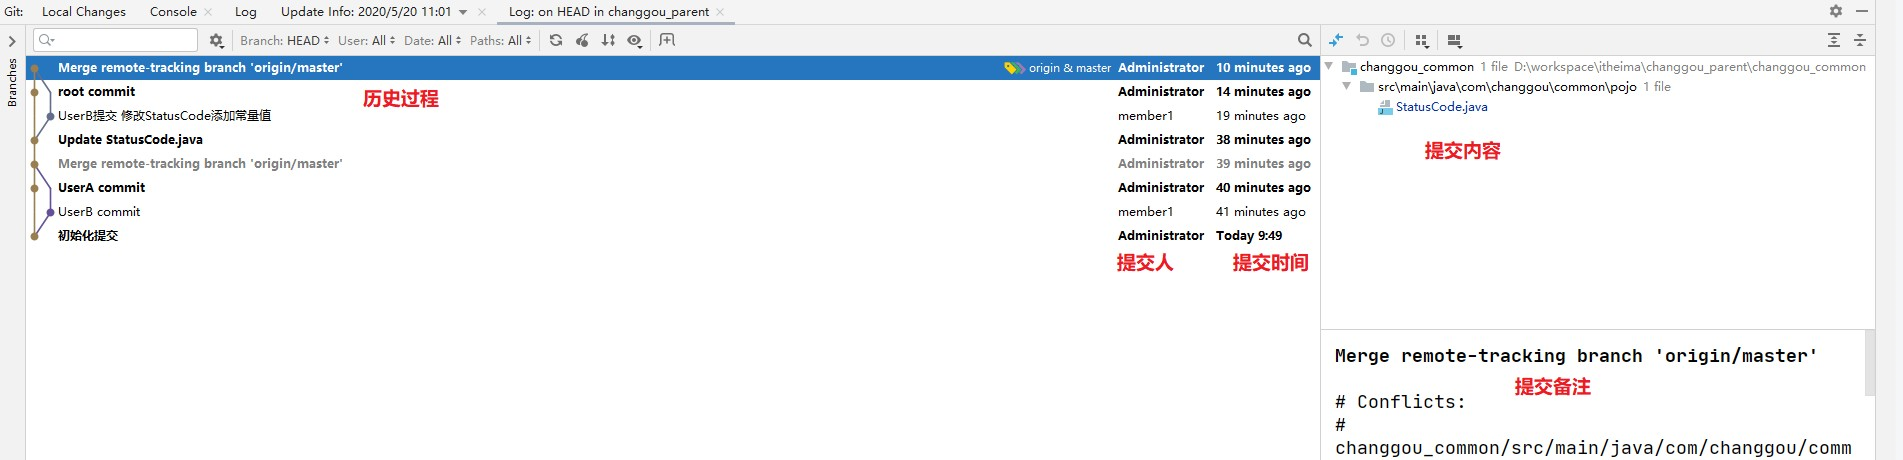 Git: Local Changes Console Log Update Info: 2020/5/20 11:01 Log: on HEAD in changgou_parent
Branch: HEAD User: All Date: All Paths: All
Branches
Merge remote-tracking branch 'origin/master' origin & master Administrator 10 minutes ago
root commit Administrator 14 minutes ago
历史过程
UserB提交 修改StatusCode添加常量值 member1 19 minutes ago
Update StatusCode.java Administrator 38 minutes ago
Merge remote-tracking branch 'origin/master' Administrator 39 minutes ago
UserA commit Administrator 40 minutes ago
UserB commit member1 41 minutes ago
初始化提交 Administrator Today 9:49
提交人 提交时间
changgou_common 1 file D:\workspace\itheima\changgou_parent\changgou_common
src\main\java\com\changgou\common\pojo 1 file
StatusCode.java
提交内容
Merge remote-tracking branch 'origin/master'
提交备注
# Conflicts:
#
changgou_common/src/main/java/com/changgou/comm